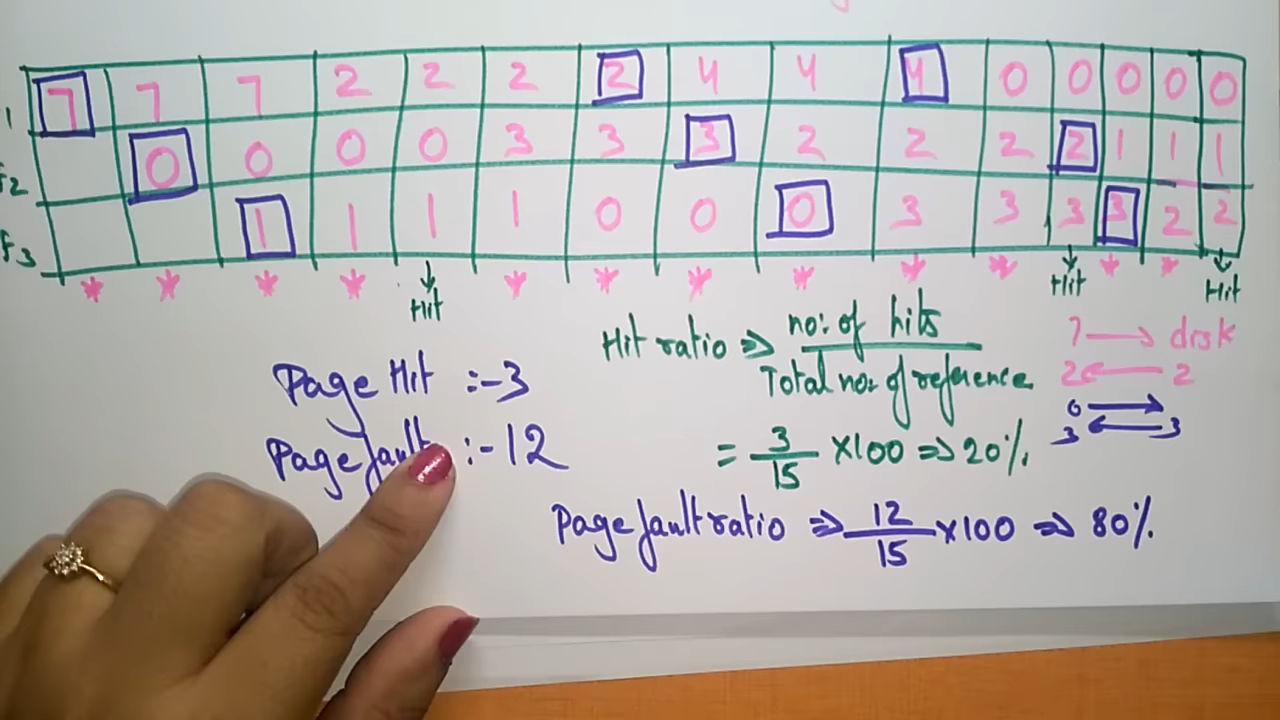 1 7 7 7 2 2 2 2 4 4 4 0 0 0 0 0
f2 0 0 0 0 3 3 3 2 2 2 2 1 1 1
f3 1 1 1 1 0 0 0 3 3 3 3 2 2
* * * * Hit * * * * * * Hit * * Hit
Page Hit :- 3
Page fault :- 12
Hit ratio ⇒ no: of hits / Total no: of reference
= 3/15 ×100 ⇒ 20%
Page fault ratio ⇒ 12/15 ×100 ⇒ 80%
7 → disk
2 ← 2
0 →
3 ← 3